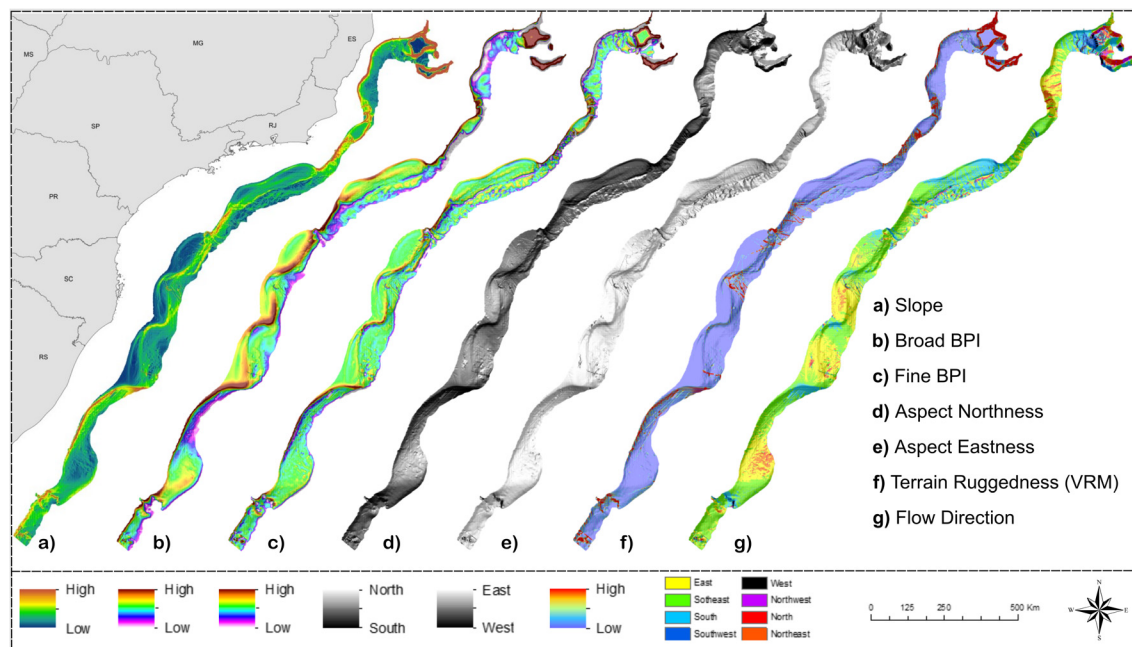 MS
MG
ES
SP
RJ
PR
SC
RS
a) Slope
b) Broad BPI
c) Fine BPI
d) Aspect Northness
e) Aspect Eastness
f) Terrain Ruggedness (VRM)
g) Flow Direction
a) b) c) d) e) f) g)
High
Low
High
Low
High
Low
North
South
East
West
High
Low
East
Sotheast
South
Southwest
West
Northwest
North
Northeast
0 125 250 500 Km
N
W E
S